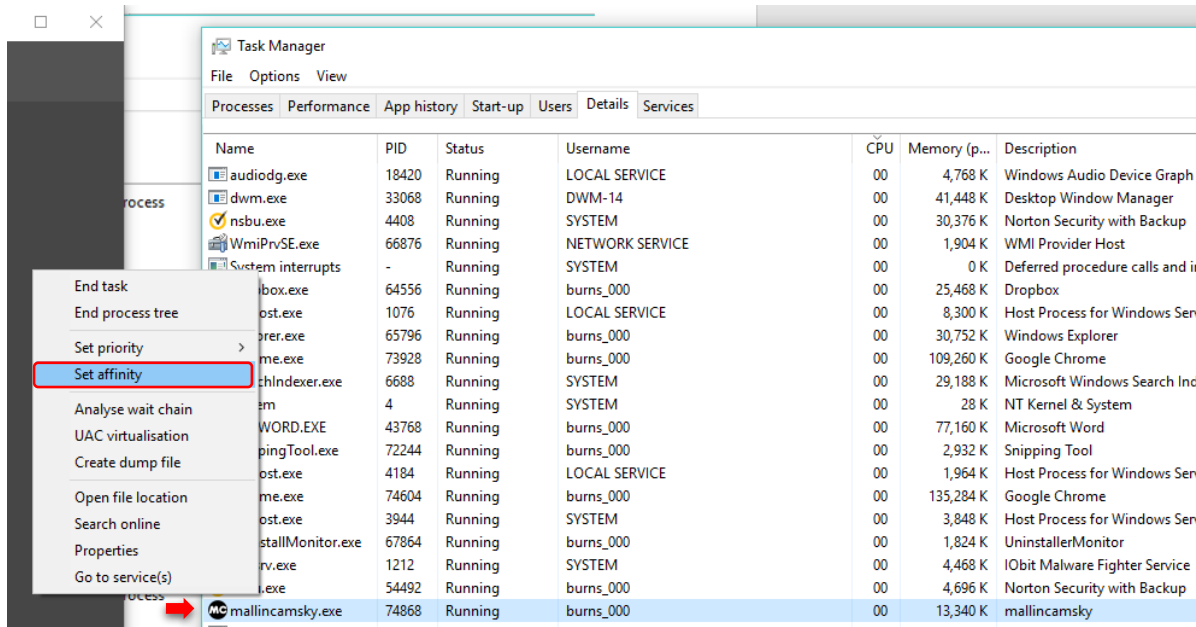 Task Manager
File Options View
Processes Performance App history Start-up Users Details Services
Name PID Status Username CPU Memory (p... Description
audiodg.exe 18420 Running LOCAL SERVICE 00 4,768 K Windows Audio Device Graph
rocess dwm.exe 33068 Running DWM-14 00 41,448 K Desktop Window Manager
nsbu.exe 4408 Running SYSTEM 00 30,376 K Norton Security with Backup
WmiPrvSE.exe 66876 Running NETWORK SERVICE 00 1,904 K WMI Provider Host
System interrupts - Running SYSTEM 00 0 K Deferred procedure calls and i
End task box.exe 64556 Running burns_000 00 25,468 K Dropbox
End process tree ost.exe 1076 Running LOCAL SERVICE 00 8,300 K Host Process for Windows Ser
orer.exe 65796 Running burns_000 00 30,752 K Windows Explorer
Set priority > me.exe 73928 Running burns_000 00 109,260 K Google Chrome
Set affinity chIndexer.exe 6688 Running SYSTEM 00 29,188 K Microsoft Windows Search Ind
em 4 Running SYSTEM 00 28 K NT Kernel & System
Analyse wait chain WORD.EXE 43768 Running burns_000 00 77,160 K Microsoft Word
UAC virtualisation pingTool.exe 72244 Running burns_000 00 2,932 K Snipping Tool
Create dump file ost.exe 4184 Running LOCAL SERVICE 00 1,964 K Host Process for Windows Ser
Open file location me.exe 74604 Running burns_000 00 135,284 K Google Chrome
Search online ost.exe 3944 Running SYSTEM 00 3,848 K Host Process for Windows Ser
Properties stallMonitor.exe 67864 Running burns_000 00 1,824 K UninstallerMonitor
Go to service(s) rv.exe 1212 Running SYSTEM 00 4,468 K IObit Malware Fighter Service
ocess u.exe 54492 Running burns_000 00 4,696 K Norton Security with Backup
MC mallincamsky.exe 74868 Running burns_000 00 13,340 K mallincamsky